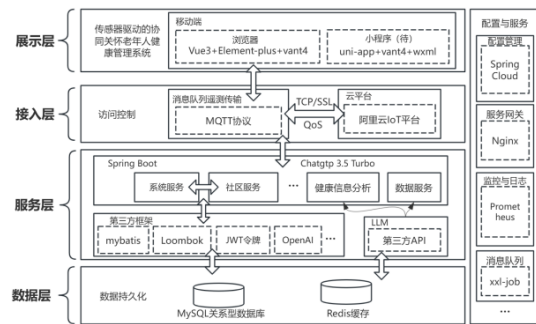 展示层
传感器驱动的协
同关怀老年人健
康管理系统
移动端
浏览器
Vue3+Element-plus+vant4
小程序（待）
uni-app+vant4+wxml
接入层
访问控制
消息队列遥测传输
MQTT协议
TCP/SSL
QoS
云平台
阿里云IoT平台
服务层
Spring Boot
Chatgtp 3.5 Turbo
系统服务
社区服务
...
健康信息分析
数据服务
第三方框架
mybatis
Loombok
JWT令牌
OpenAI
...
LLM
第三方API
数据层
数据持久化
MySQL关系型数据库
Redis缓存
配置与服务
配置管理
Spring
Cloud
服务网关
Nginx
监控与日志
Promet
heus
消息队列
xxl-job
...